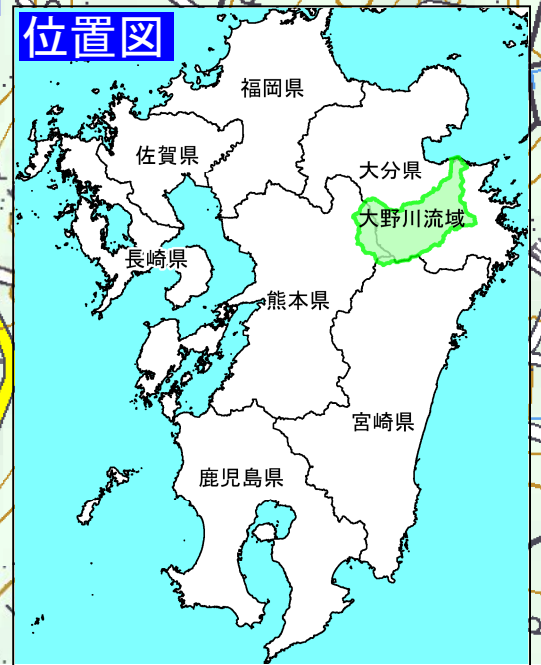 位置図
福岡県
佐賀県
大分県
大野川流域
長崎県
熊本県
宮崎県
鹿児島県